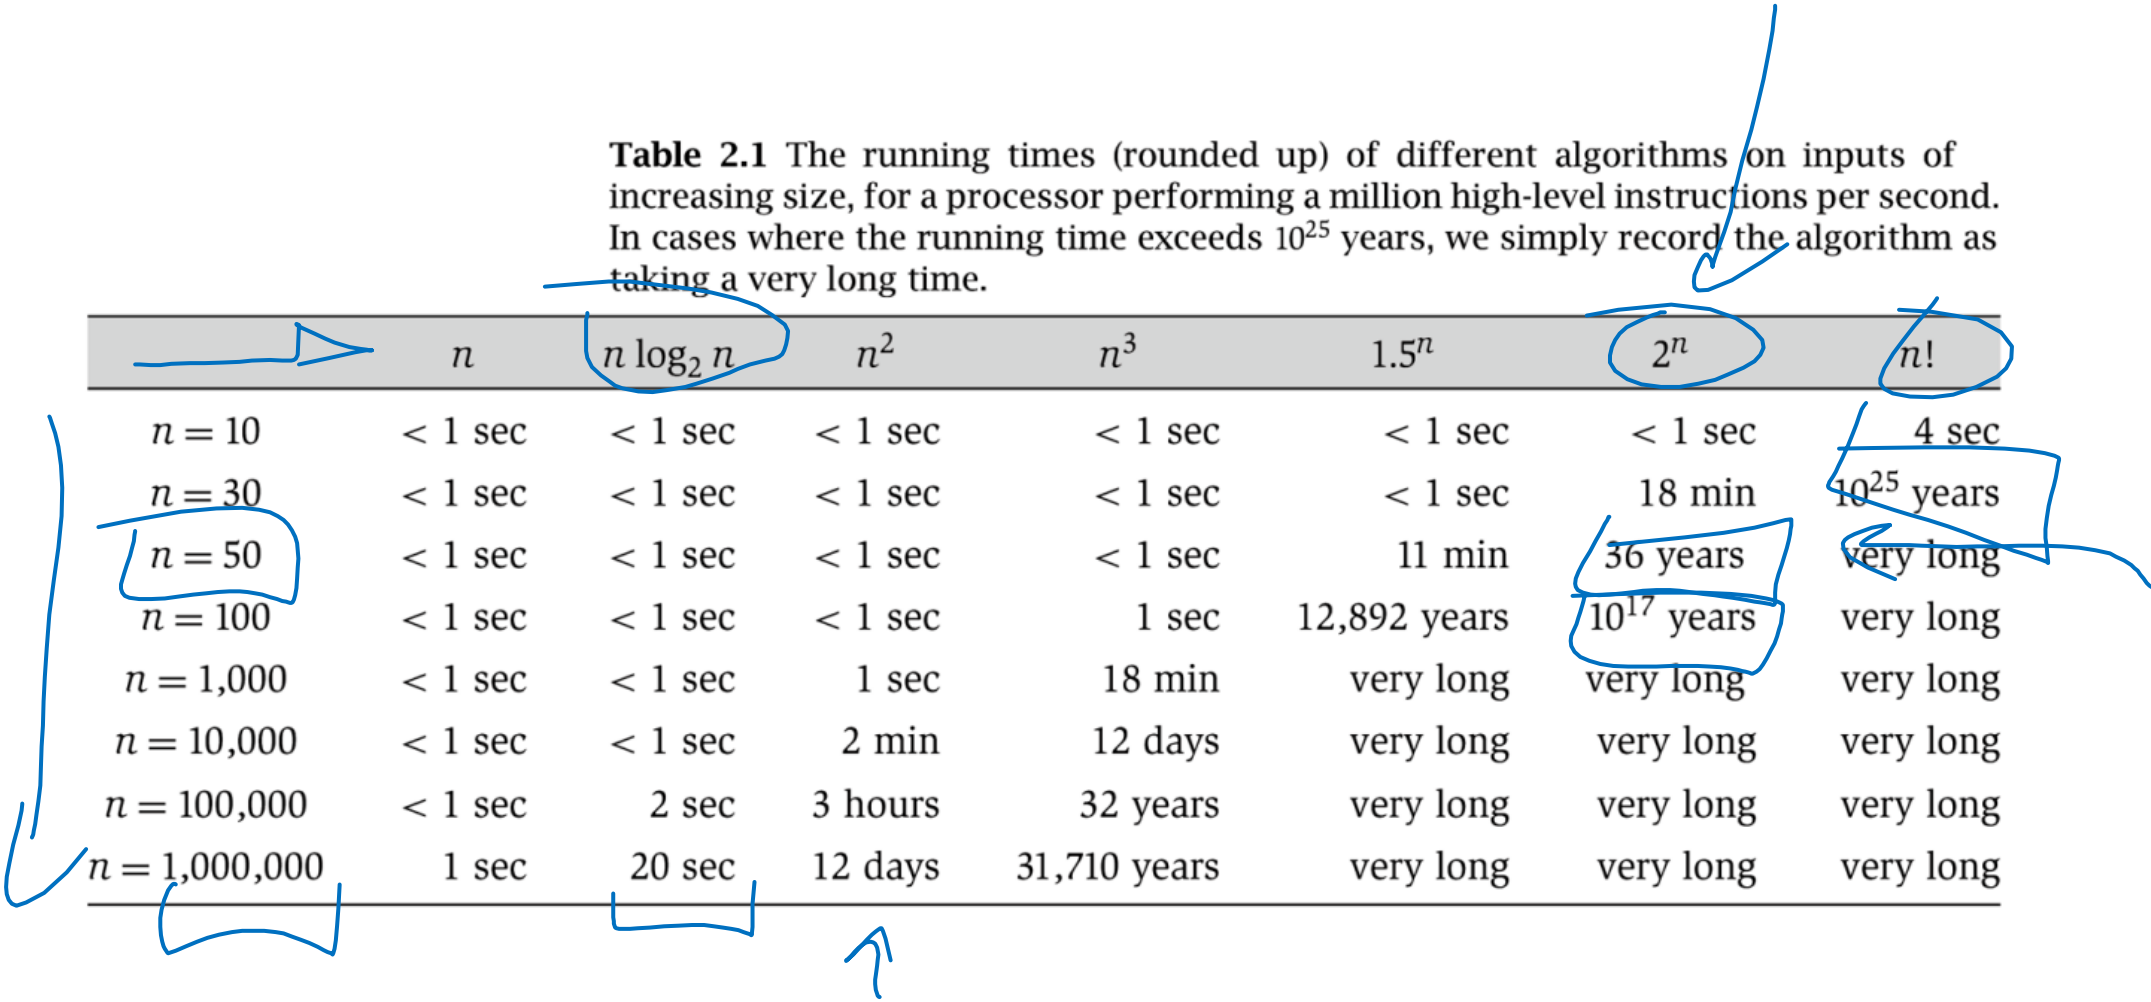 Table 2.1 The running times (rounded up) of different algorithms on inputs of
increasing size, for a processor performing a million high-level instructions per second.
In cases where the running time exceeds 10²⁵ years, we simply record the algorithm as
taking a very long time.
n n log₂ n n² n³ 1.5ⁿ 2ⁿ n!
n = 10 < 1 sec < 1 sec < 1 sec < 1 sec < 1 sec < 1 sec 4 sec
n = 30 < 1 sec < 1 sec < 1 sec < 1 sec < 1 sec 18 min 10²⁵ years
n = 50 < 1 sec < 1 sec < 1 sec < 1 sec 11 min 36 years very long
n = 100 < 1 sec < 1 sec < 1 sec 1 sec 12,892 years 10¹⁷ years very long
n = 1,000 < 1 sec < 1 sec 1 sec 18 min very long very long very long
n = 10,000 < 1 sec < 1 sec 2 min 12 days very long very long very long
n = 100,000 < 1 sec 2 sec 3 hours 32 years very long very long very long
n = 1,000,000 1 sec 20 sec 12 days 31,710 years very long very long very long